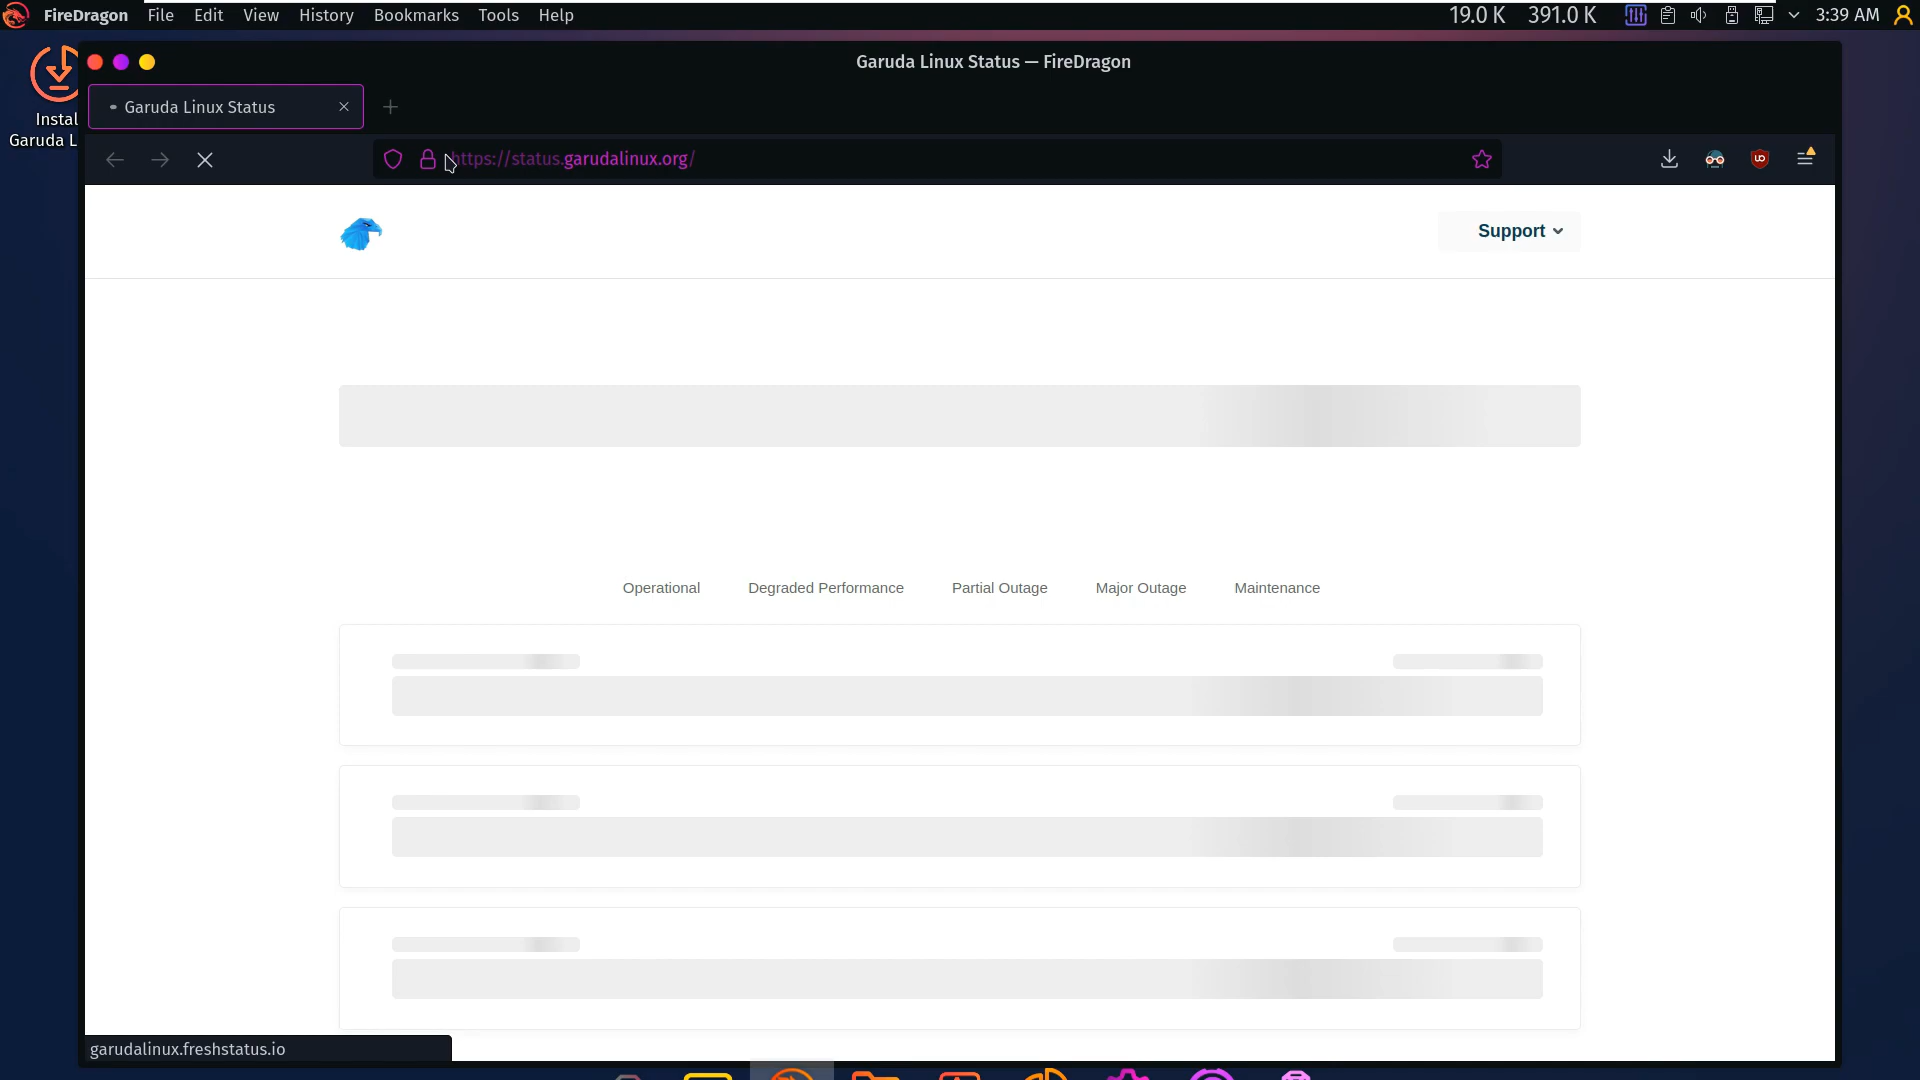 FireDragon File Edit View History Bookmarks Tools Help 19.0 K 391.0 K 3:39 AM
Garuda Linux Status — FireDragon
Garuda Linux Status
Instal
Garuda L
https://status.garudalinux.org/
Support
Operational Degraded Performance Partial Outage Major Outage Maintenance
garudalinux.freshstatus.io